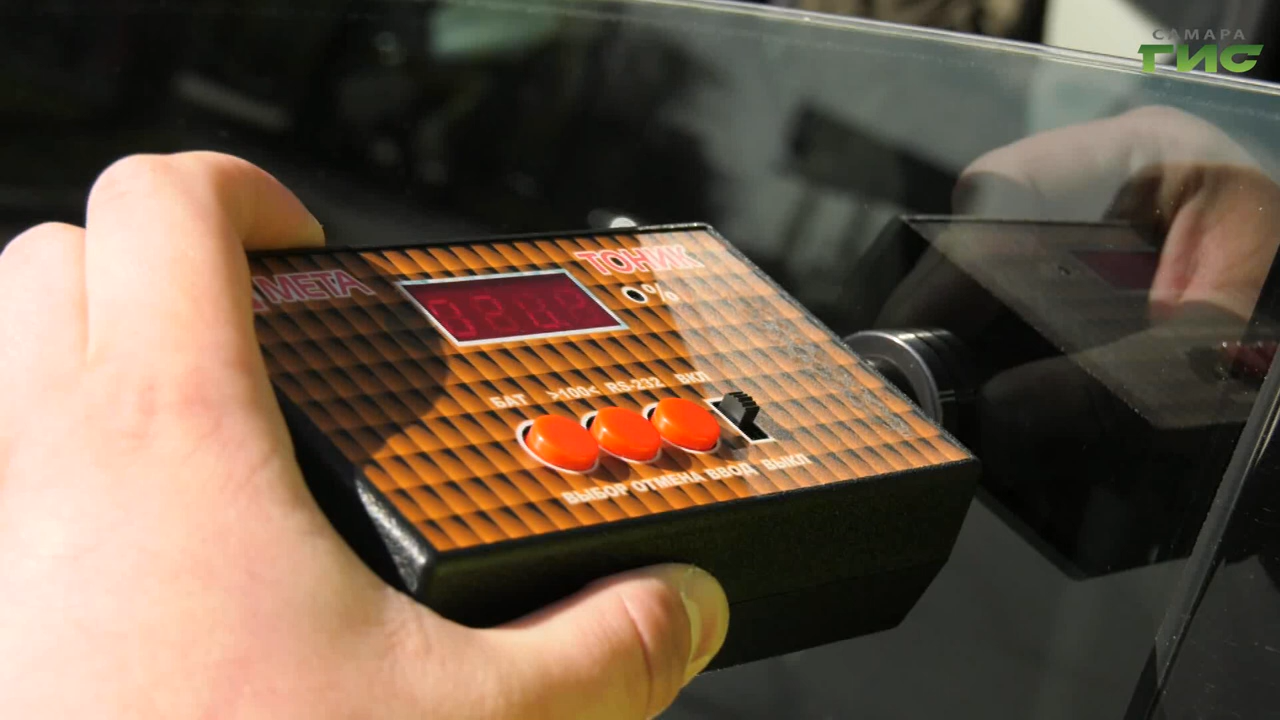 САМАРА
ГИС
МЕТА
ТОНИК
%
БАТ >100< RS-232 ВКЛ
ВЫБОР ОТМЕНА ВВОД ВЫКЛ